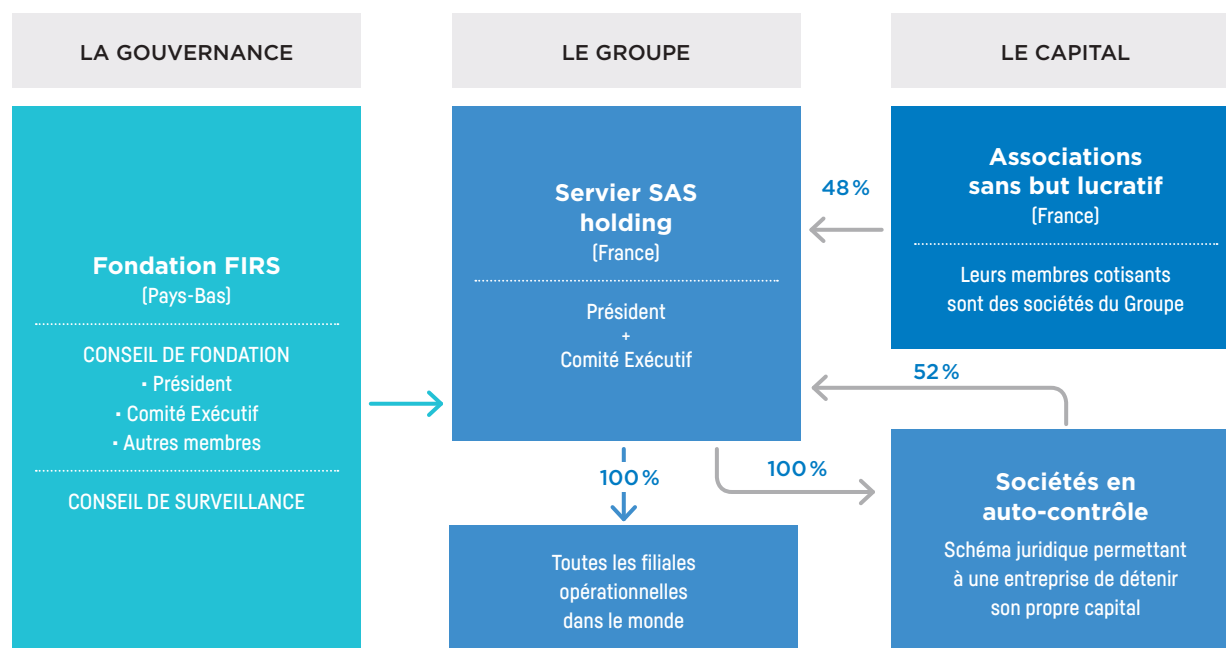 LA GOUVERNANCE
Fondation FIRS
(Pays-Bas)
CONSEIL DE FONDATION
· Président
· Comité Exécutif
· Autres membres
CONSEIL DE SURVEILLANCE
LE GROUPE
Servier SAS
holding
(France)
Président
+
Comité Exécutif
100 %
100 %
Toutes les filiales
opérationnelles
dans le monde
LE CAPITAL
48 %
Associations
sans but lucratif
(France)
Leurs membres cotisants
sont des sociétés du Groupe
52 %
Sociétés en
auto-contrôle
Schéma juridique permettant
à une entreprise de détenir
son propre capital